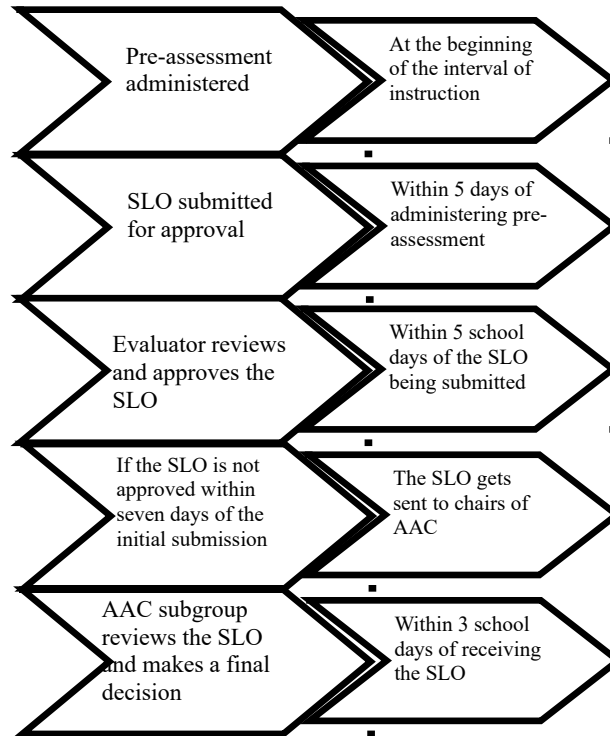 Pre-assessment
administered
At the beginning
of the interval of
instruction
SLO submitted
for approval
Within 5 days of
administering pre-
assessment
Evaluator reviews
and approves the
SLO
Within 5 school
days of the SLO
being submitted
If the SLO is not
approved within
seven days of the
initial submission
The SLO gets
sent to chairs of
AAC
AAC subgroup
reviews the SLO
and makes a final
decision
Within 3 school
days of receiving
the SLO